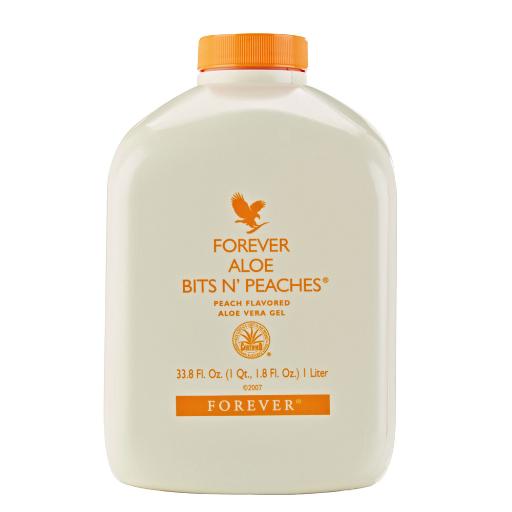 FOREVER
ALOE
BITS N' PEACHES®
PEACH FLAVORED
ALOE VERA GEL
CERTIFIED
®
33.8 Fl. Oz. (1 Qt., 1.8 Fl. Oz.) 1 Liter
©2007
FOREVER®